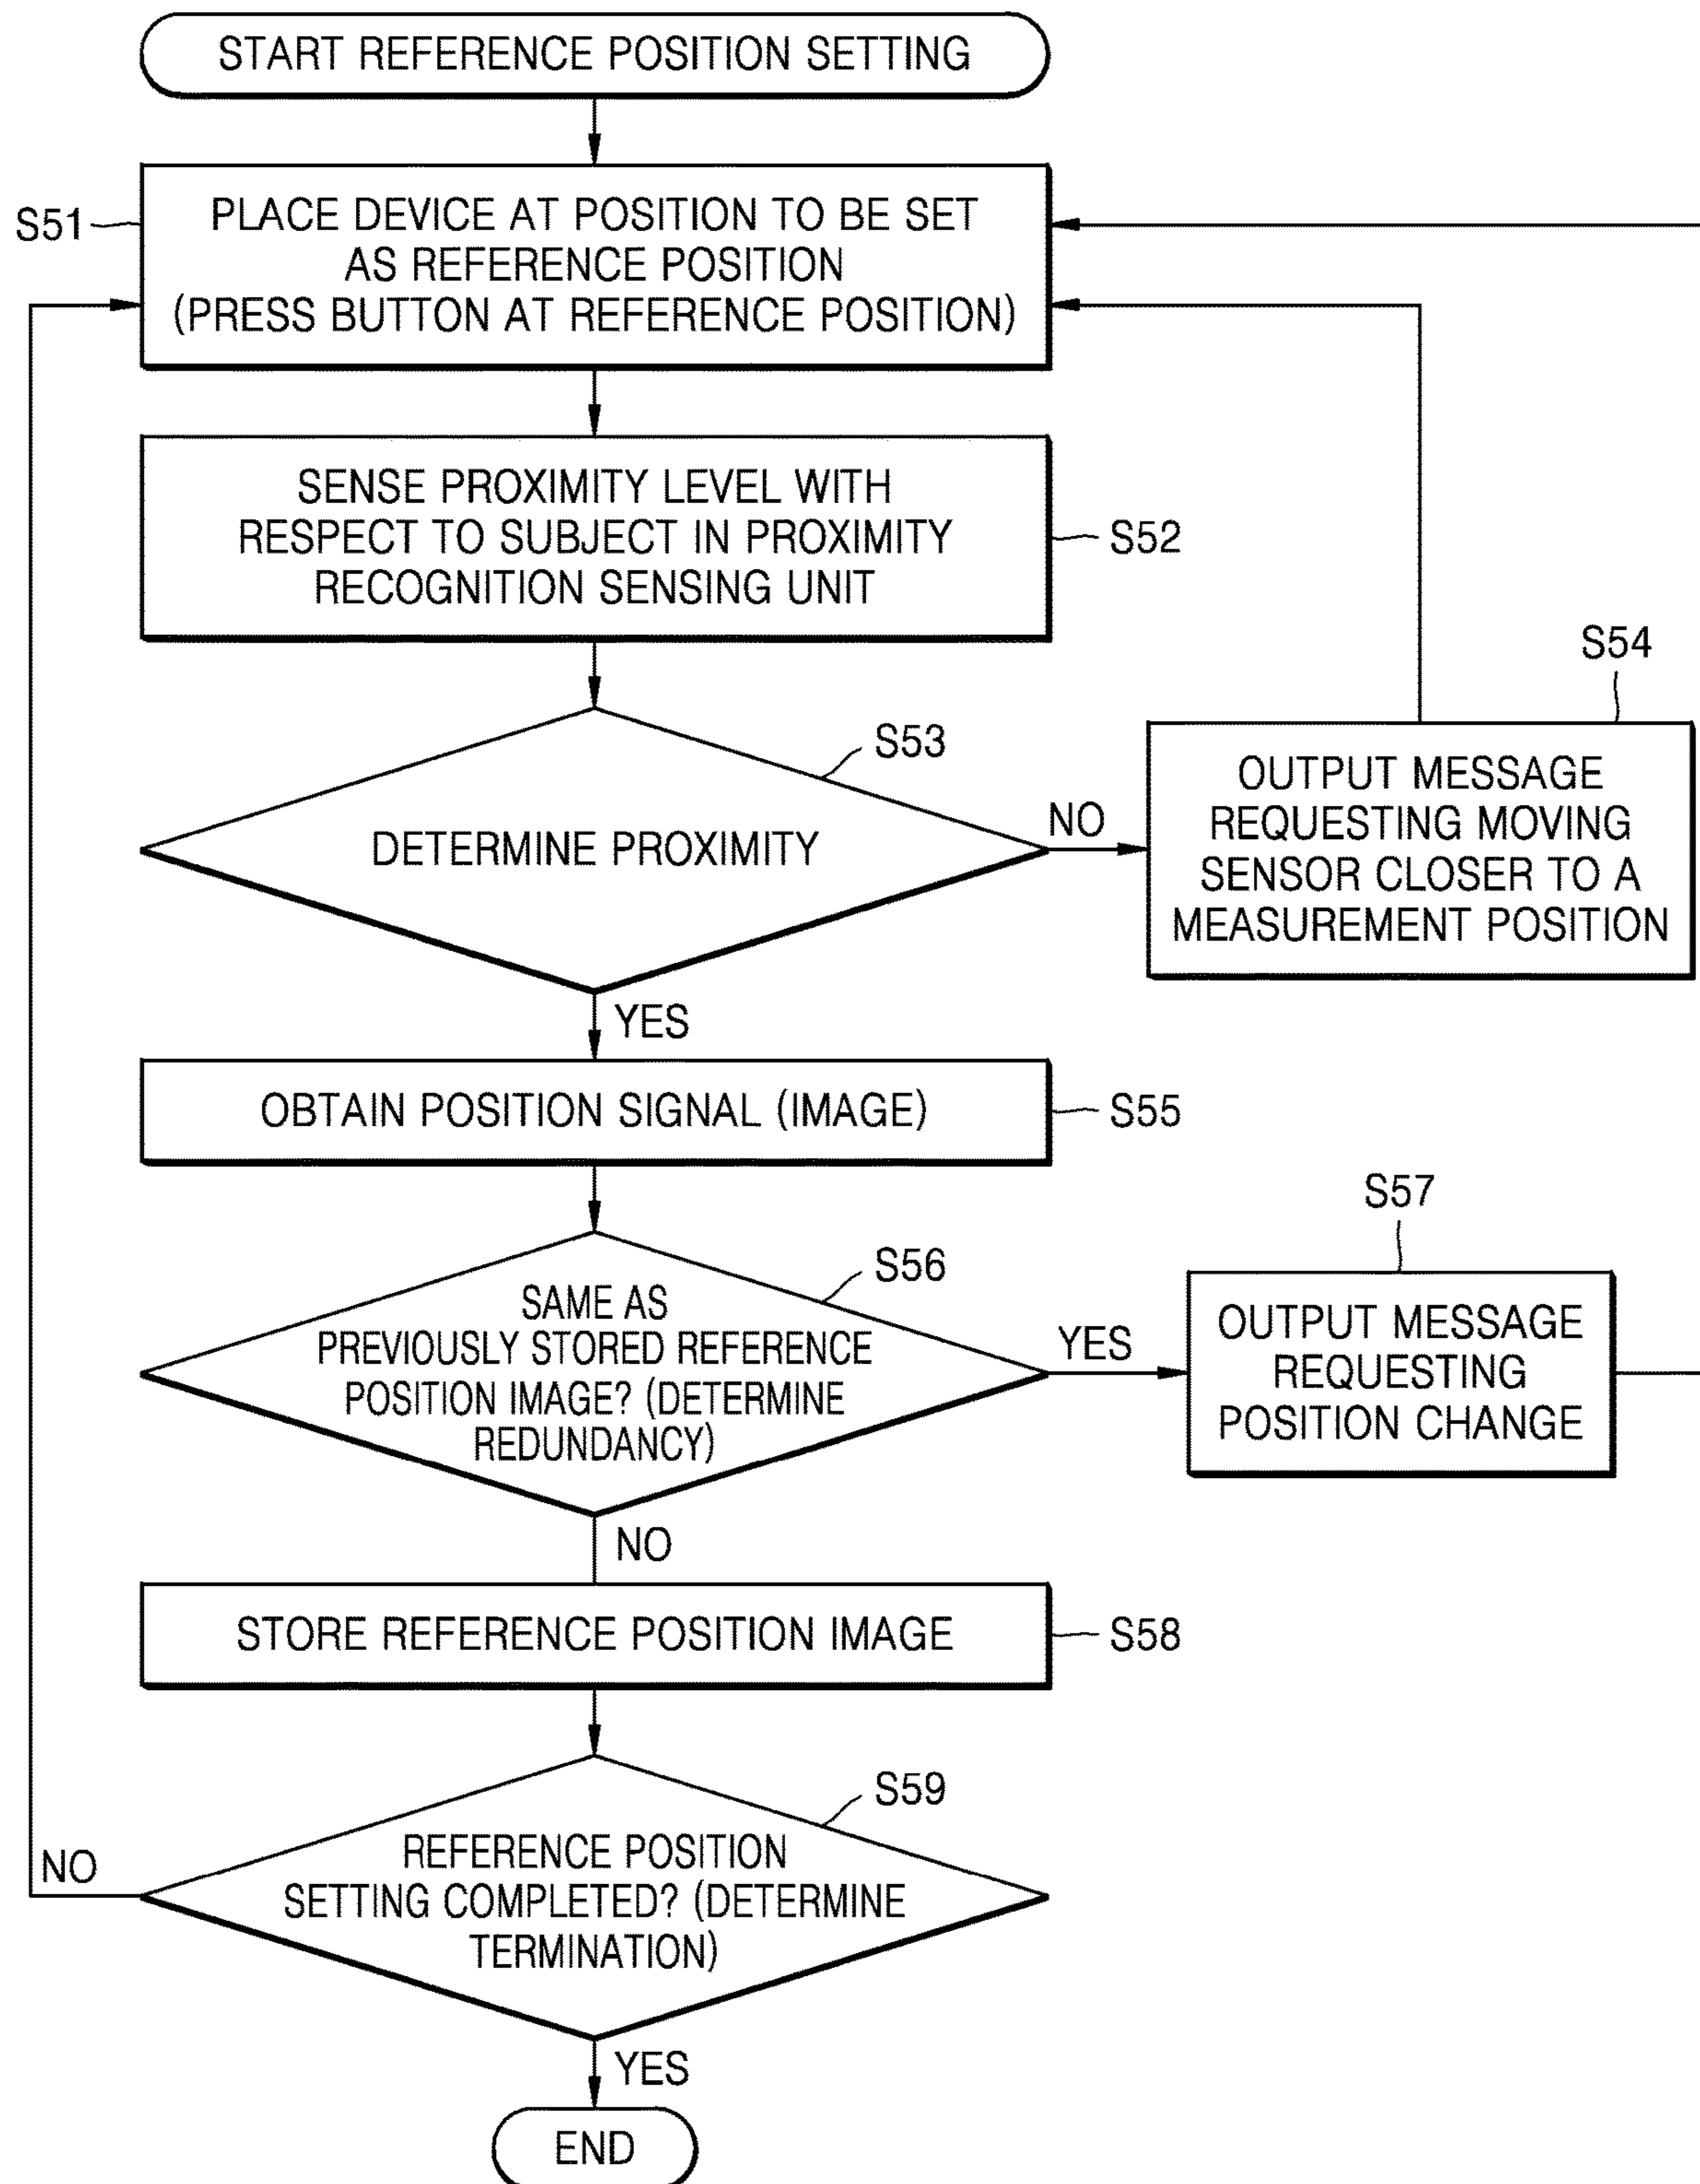 START REFERENCE POSITION SETTING
S51
PLACE DEVICE AT POSITION TO BE SET
AS REFERENCE POSITION
(PRESS BUTTON AT REFERENCE POSITION)
SENSE PROXIMITY LEVEL WITH
RESPECT TO SUBJECT IN PROXIMITY
RECOGNITION SENSING UNIT
S52
S53
DETERMINE PROXIMITY
NO
S54
OUTPUT MESSAGE
REQUESTING MOVING
SENSOR CLOSER TO A
MEASUREMENT POSITION
YES
OBTAIN POSITION SIGNAL (IMAGE)
S55
S56
SAME AS
PREVIOUSLY STORED REFERENCE
POSITION IMAGE? (DETERMINE
REDUNDANCY)
YES
S57
OUTPUT MESSAGE
REQUESTING
POSITION CHANGE
NO
STORE REFERENCE POSITION IMAGE
S58
S59
REFERENCE POSITION
SETTING COMPLETED? (DETERMINE
TERMINATION)
NO
YES
END